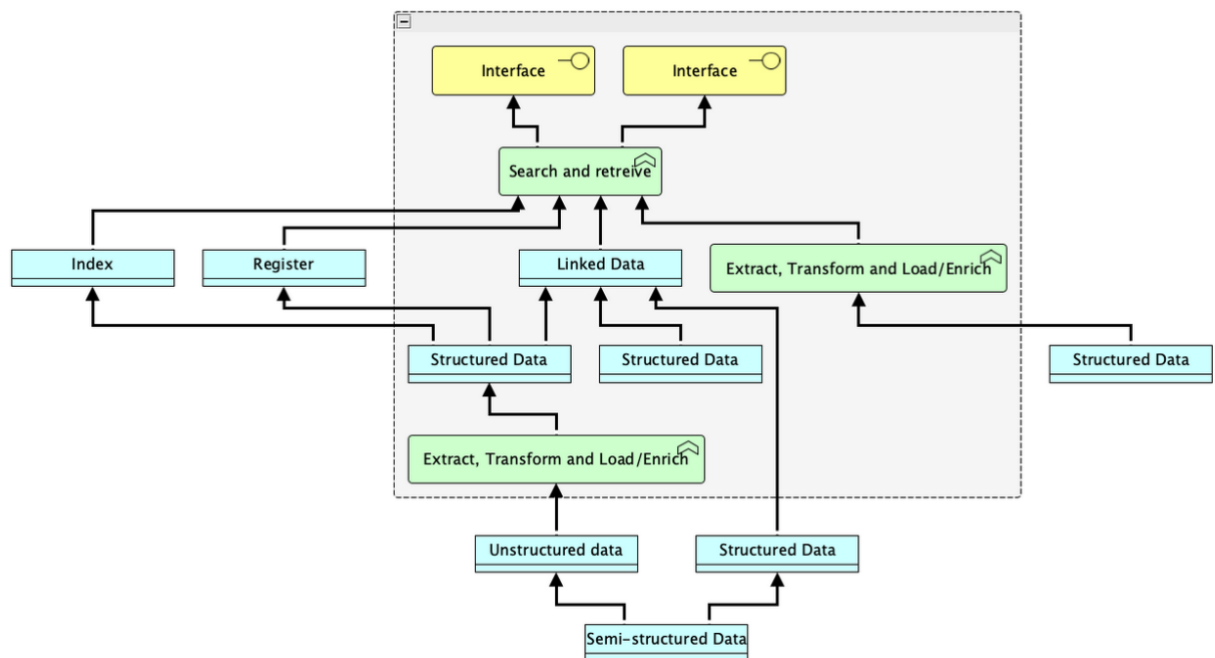 Interface
Interface
Search and retreive
Index
Register
Linked Data
Extract, Transform and Load/Enrich
Structured Data
Structured Data
Structured Data
Extract, Transform and Load/Enrich
Unstructured data
Structured Data
Semi-structured Data